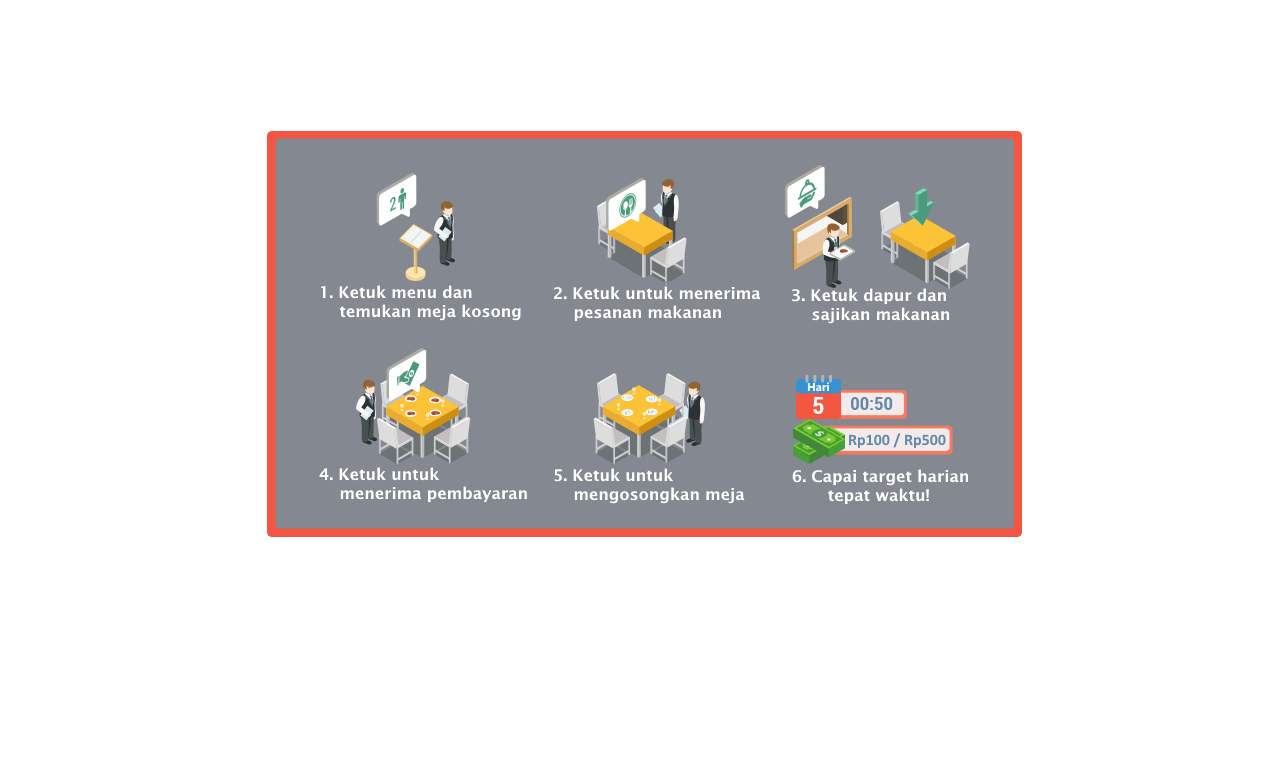 2
1. Ketuk menu dan
temukan meja kosong
2. Ketuk untuk menerima
pesanan makanan
3. Ketuk dapur dan
sajikan makanan
50
4. Ketuk untuk
menerima pembayaran
5. Ketuk untuk
mengosongkan meja
Hari
5
00:50
$
Rp100 / Rp500
6. Capai target harian
tepat waktu!